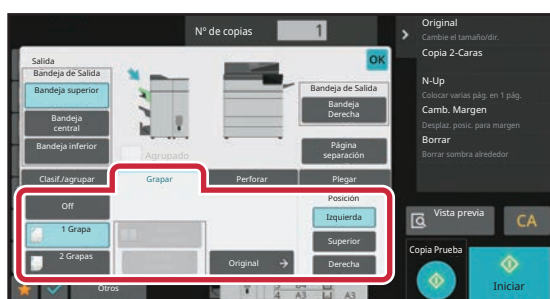 Nº de copias
1
Original
Cambie el tamaño/dir.
Copia 2-Caras
N-Up
Colocar varias pág. en 1 pág.
Camb. Margen
Desplaz. posic. para margen
Borrar
Borrar sombra alrededor
Salida
OK
Bandeja de Salida
Bandeja superior
Bandeja
central
Bandeja inferior
Agrupado
Bandeja de Salida
Bandeja
Derecha
Página
separación
Clasif./agrupar
Grapar
Perforar
Plegar
Off
1 Grapa
2 Grapas
Original
Posición
Izquierda
Superior
Derecha
Vista previa
CA
Copia Prueba
Iniciar
Otros
4 A3 A3